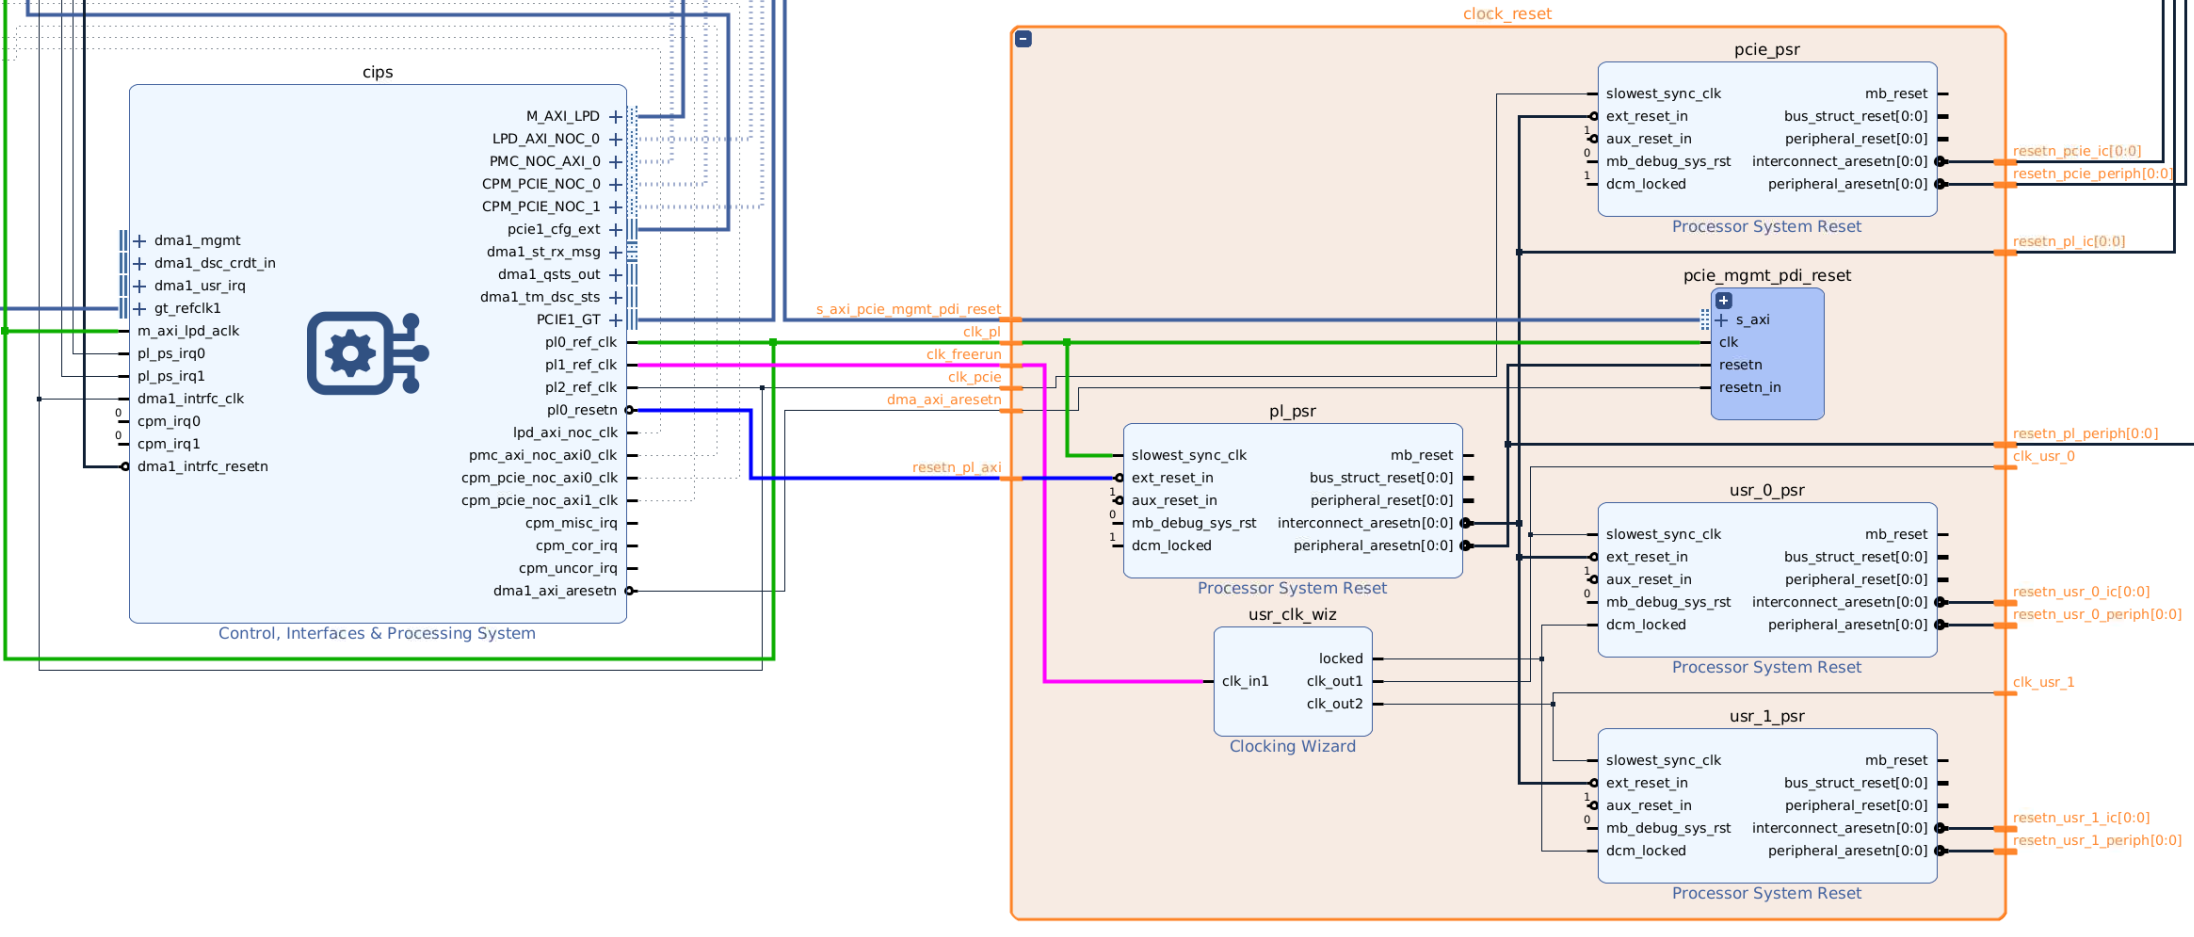 cips
M_AXI_LPD
LPD_AXI_NOC_0
PMC_NOC_AXI_0
CPM_PCIE_NOC_0
CPM_PCIE_NOC_1
pcie1_cfg_ext
dma1_st_rx_msg
dma1_qsts_out
dma1_tm_dsc_sts
PCIE1_GT
pl0_ref_clk
pl1_ref_clk
pl2_ref_clk
pl0_resetn
lpd_axi_noc_clk
pmc_axi_noc_axi0_clk
cpm_pcie_noc_axi0_clk
cpm_pcie_noc_axi1_clk
cpm_misc_irq
cpm_cor_irq
cpm_uncor_irq
dma1_axi_aresetn
dma1_mgmt
dma1_dsc_crdt_in
dma1_usr_irq
gt_refclk1
m_axi_lpd_aclk
pl_ps_irq0
pl_ps_irq1
dma1_intrfc_clk
0
cpm_irq0
0
cpm_irq1
dma1_intrfc_resetn
Control, Interfaces & Processing System
clock_reset
s_axi_pcie_mgmt_pdi_reset
clk_pl
clk_freerun
clk_pcie
dma_axi_aresetn
resetn_pl_axi
pcie_psr
slowest_sync_clk
ext_reset_in
1
aux_reset_in
0
mb_debug_sys_rst
1
dcm_locked
mb_reset
bus_struct_reset[0:0]
peripheral_reset[0:0]
interconnect_aresetn[0:0]
peripheral_aresetn[0:0]
Processor System Reset
pcie_mgmt_pdi_reset
s_axi
clk
resetn
resetn_in
pl_psr
slowest_sync_clk
ext_reset_in
1
aux_reset_in
0
mb_debug_sys_rst
1
dcm_locked
mb_reset
bus_struct_reset[0:0]
peripheral_reset[0:0]
interconnect_aresetn[0:0]
peripheral_aresetn[0:0]
Processor System Reset
usr_clk_wiz
clk_in1
locked
clk_out1
clk_out2
Clocking Wizard
usr_0_psr
slowest_sync_clk
ext_reset_in
1
aux_reset_in
0
mb_debug_sys_rst
dcm_locked
mb_reset
bus_struct_reset[0:0]
peripheral_reset[0:0]
interconnect_aresetn[0:0]
peripheral_aresetn[0:0]
Processor System Reset
usr_1_psr
slowest_sync_clk
ext_reset_in
1
aux_reset_in
0
mb_debug_sys_rst
dcm_locked
mb_reset
bus_struct_reset[0:0]
peripheral_reset[0:0]
interconnect_aresetn[0:0]
peripheral_aresetn[0:0]
Processor System Reset
resetn_pcie_ic[0:0]
resetn_pcie_periph[0:0]
resetn_pl_ic[0:0]
resetn_pl_periph[0:0]
clk_usr_0
resetn_usr_0_ic[0:0]
resetn_usr_0_periph[0:0]
clk_usr_1
resetn_usr_1_ic[0:0]
resetn_usr_1_periph[0:0]